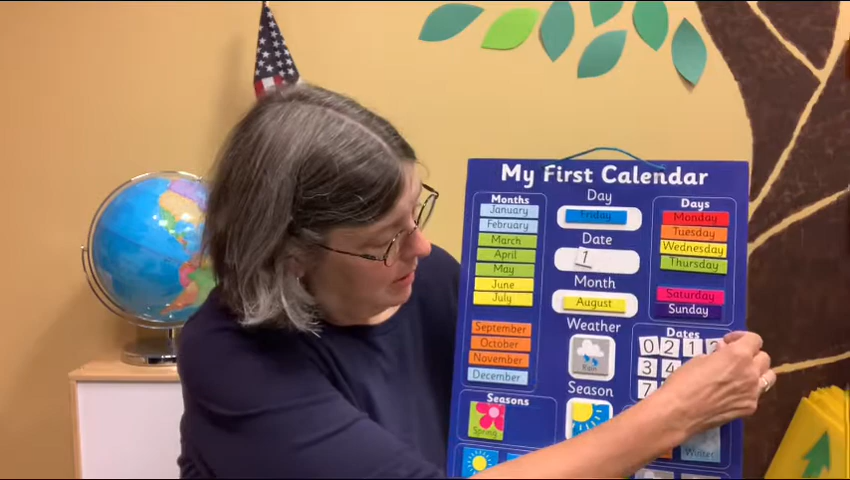 My First Calendar
Months
January
February
March
April
May
June
July
September
October
November
December
Day
Friday
Date
1
Month
August
Weather
Rain
Season
Days
Monday
Tuesday
Wednesday
Thursday
Saturday
Sunday
Dates
0 2 1
3 4
7
Seasons
Spring
Winter